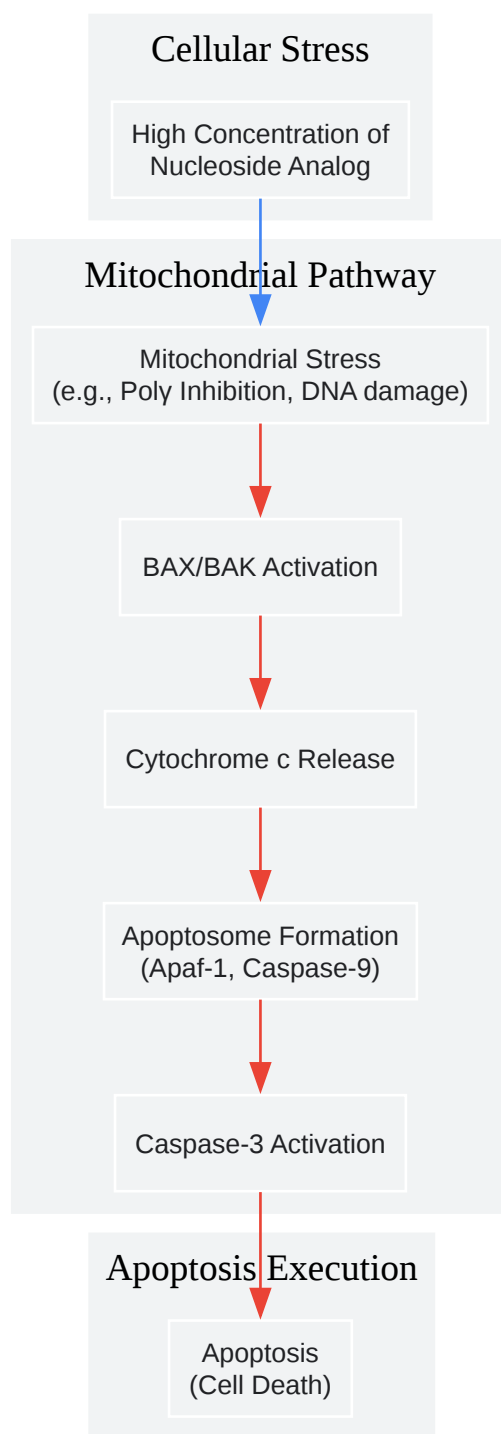 Cellular Stress
High Concentration of
Nucleoside Analog
Mitochondrial Pathway
Mitochondrial Stress
(e.g., Polγ Inhibition, DNA damage)
BAX/BAK Activation
Cytochrome c Release
Apoptosome Formation
(Apaf-1, Caspase-9)
Caspase-3 Activation
Apoptosis Execution
Apoptosis
(Cell Death)